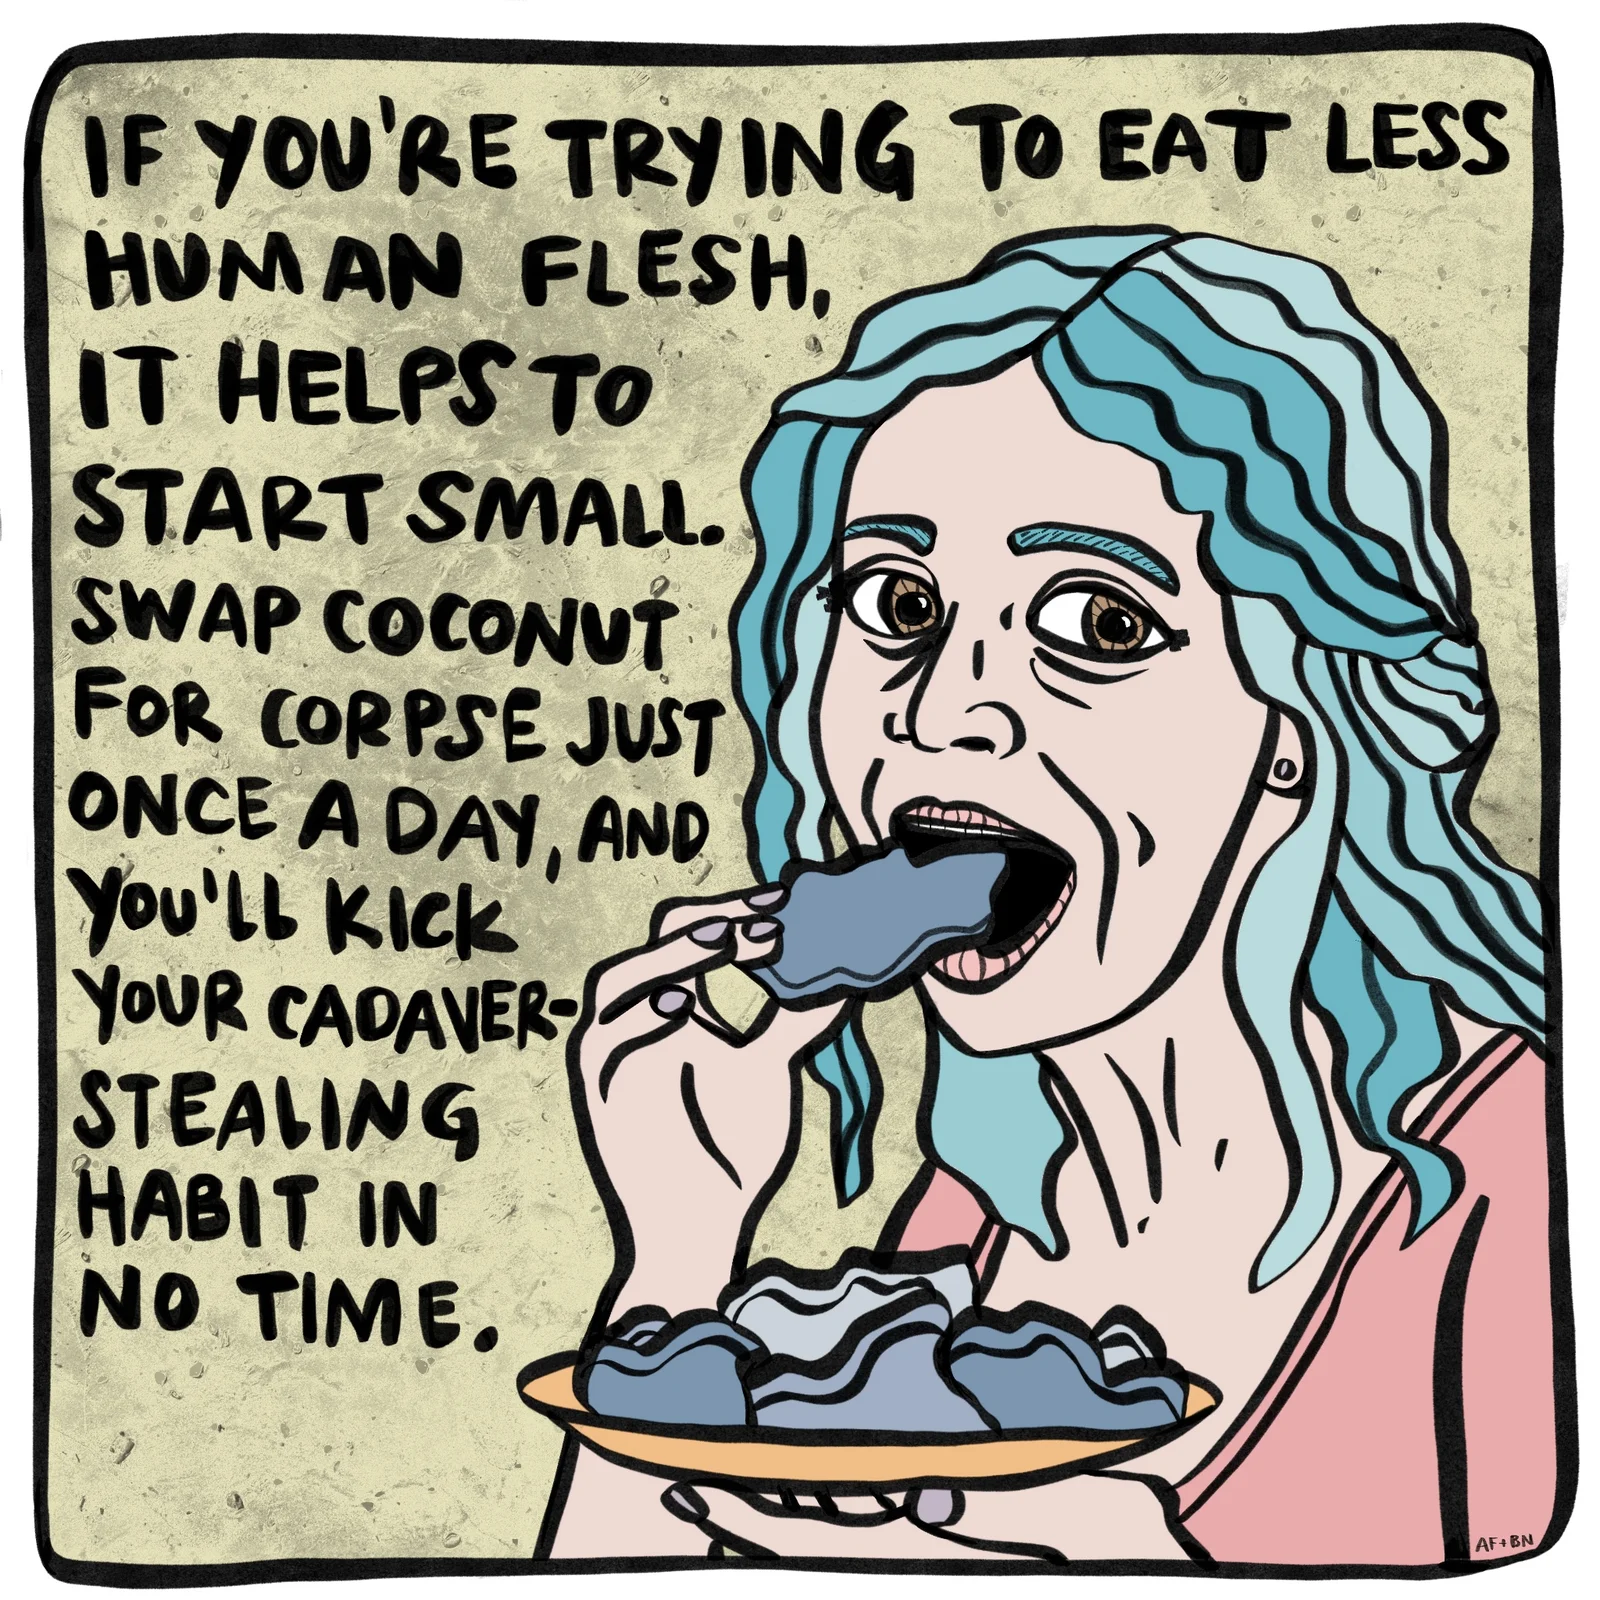 IF YOU'RE TRYING TO EAT LESS
HUMAN FLESH,
IT HELPS TO
START SMALL.
SWAP COCONUT
FOR CORPSE JUST
ONCE A DAY, AND
YOU'LL KICK
YOUR CADAVER-
STEALING
HABIT IN
NO TIME.
AF+BN